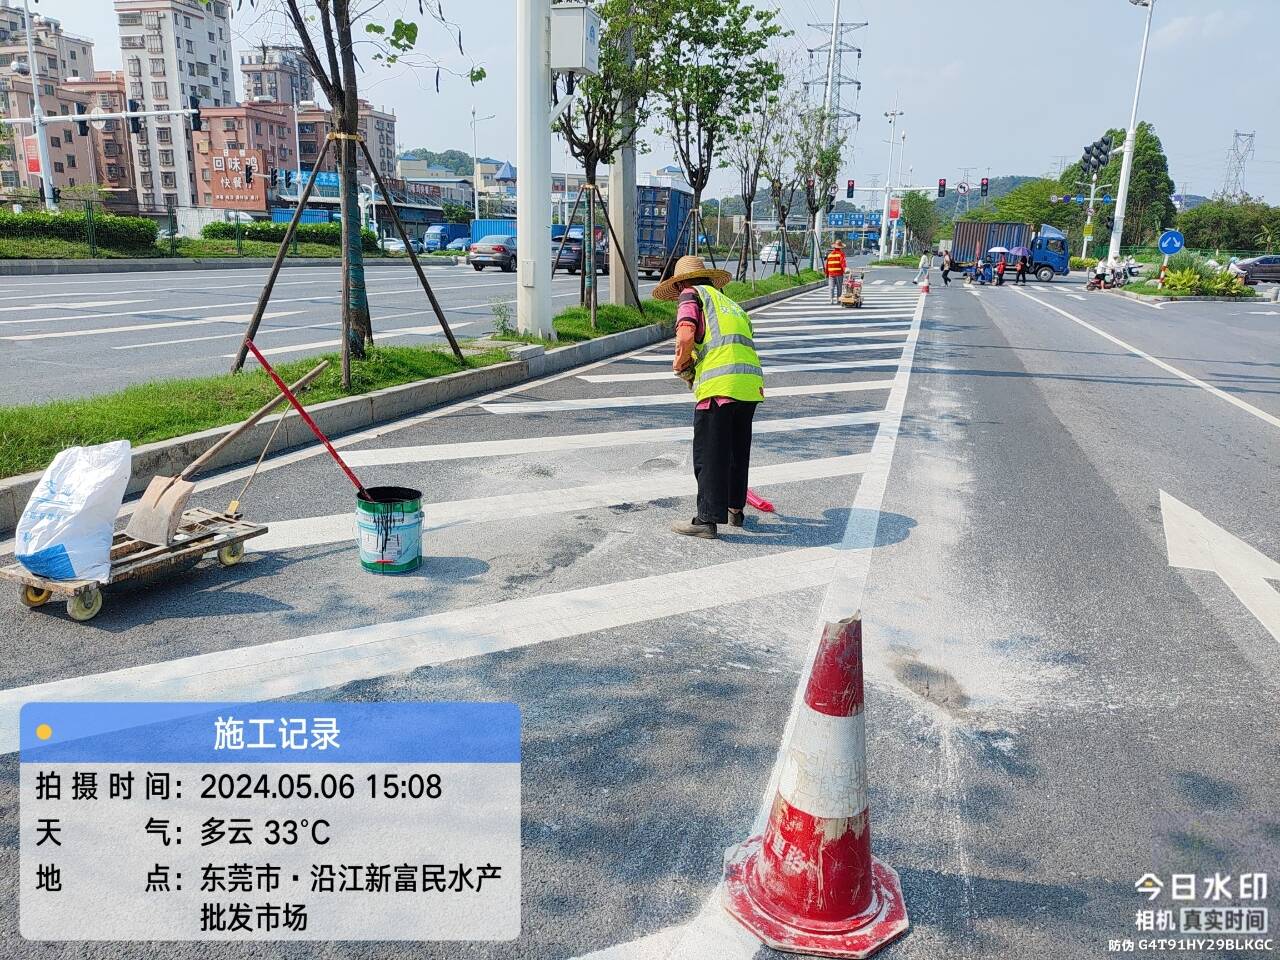 回味鸡
快餐厅
施工记录
拍摄时间：2024.05.06 15:08
天气：多云 33℃
地点：东莞市·沿江新富民水产
批发市场
今日水印
相机 真实时间
防伪 G4T91HY29BLKGC